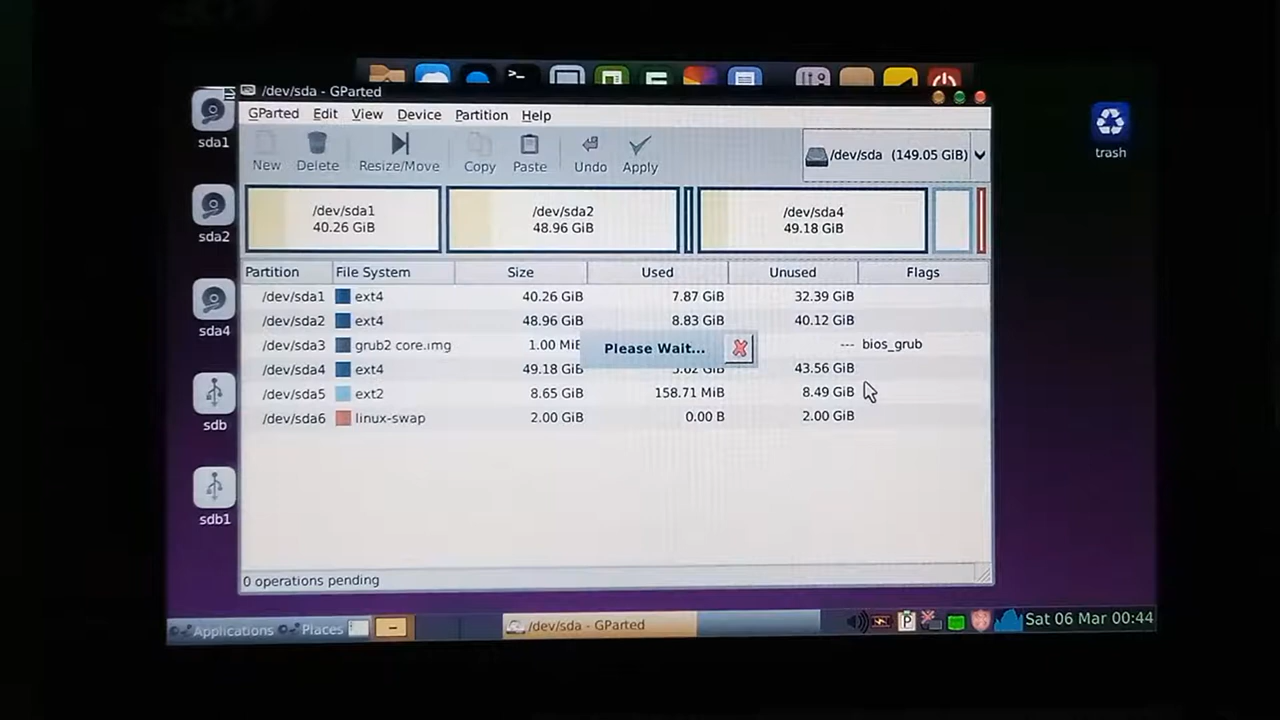 /dev/sda - GParted
GParted Edit View Device Partition Help
New Delete Resize/Move Copy Paste Undo Apply /dev/sda (149.05 GiB)
sda1
sda2
sda4
sdb
sdb1
trash
/dev/sda1
40.26 GiB
/dev/sda2
48.96 GiB
/dev/sda4
49.18 GiB
Partition File System Size Used Unused Flags
/dev/sda1 ext4 40.26 GiB 7.87 GiB 32.39 GiB
/dev/sda2 ext4 48.96 GiB 8.83 GiB 40.12 GiB
/dev/sda3 grub2 core.img 1.00 MiB --- bios_grub
Please Wait...
/dev/sda4 ext4 49.18 GiB GiB 43.56 GiB
/dev/sda5 ext2 8.65 GiB 158.71 MiB 8.49 GiB
/dev/sda6 linux-swap 2.00 GiB 0.00 B 2.00 GiB
0 operations pending
Applications Places /dev/sda - GParted P Sat 06 Mar 00:44